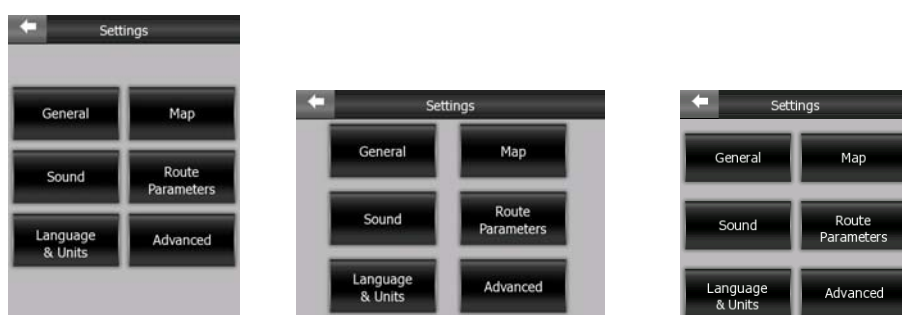 Settings
General
Map
Sound
Route
Parameters
Language
& Units
Advanced
Settings
General
Map
Sound
Route
Parameters
Language
& Units
Advanced
Settings
General
Map
Sound
Route
Parameters
Language
& Units
Advanced